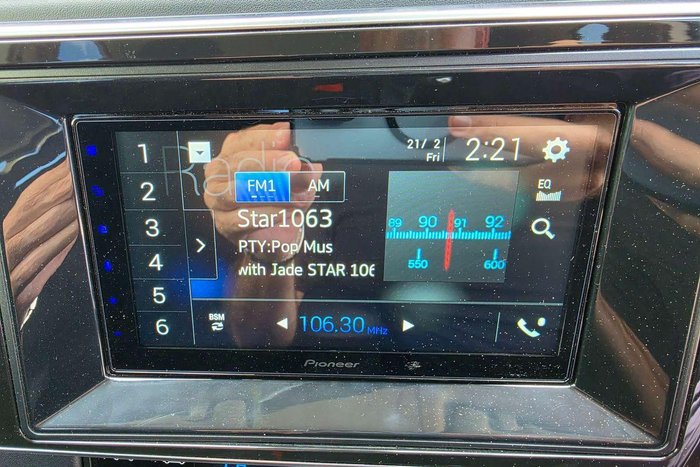 Radio
21/ 2
Fri
2:21
1
2
3
4
5
6
FM1
AM
Star1063
PTY:Pop Mus
with Jade STAR 106
89 90 91 92
550 600
EQ
BSM
106.30 MHz
Pioneer